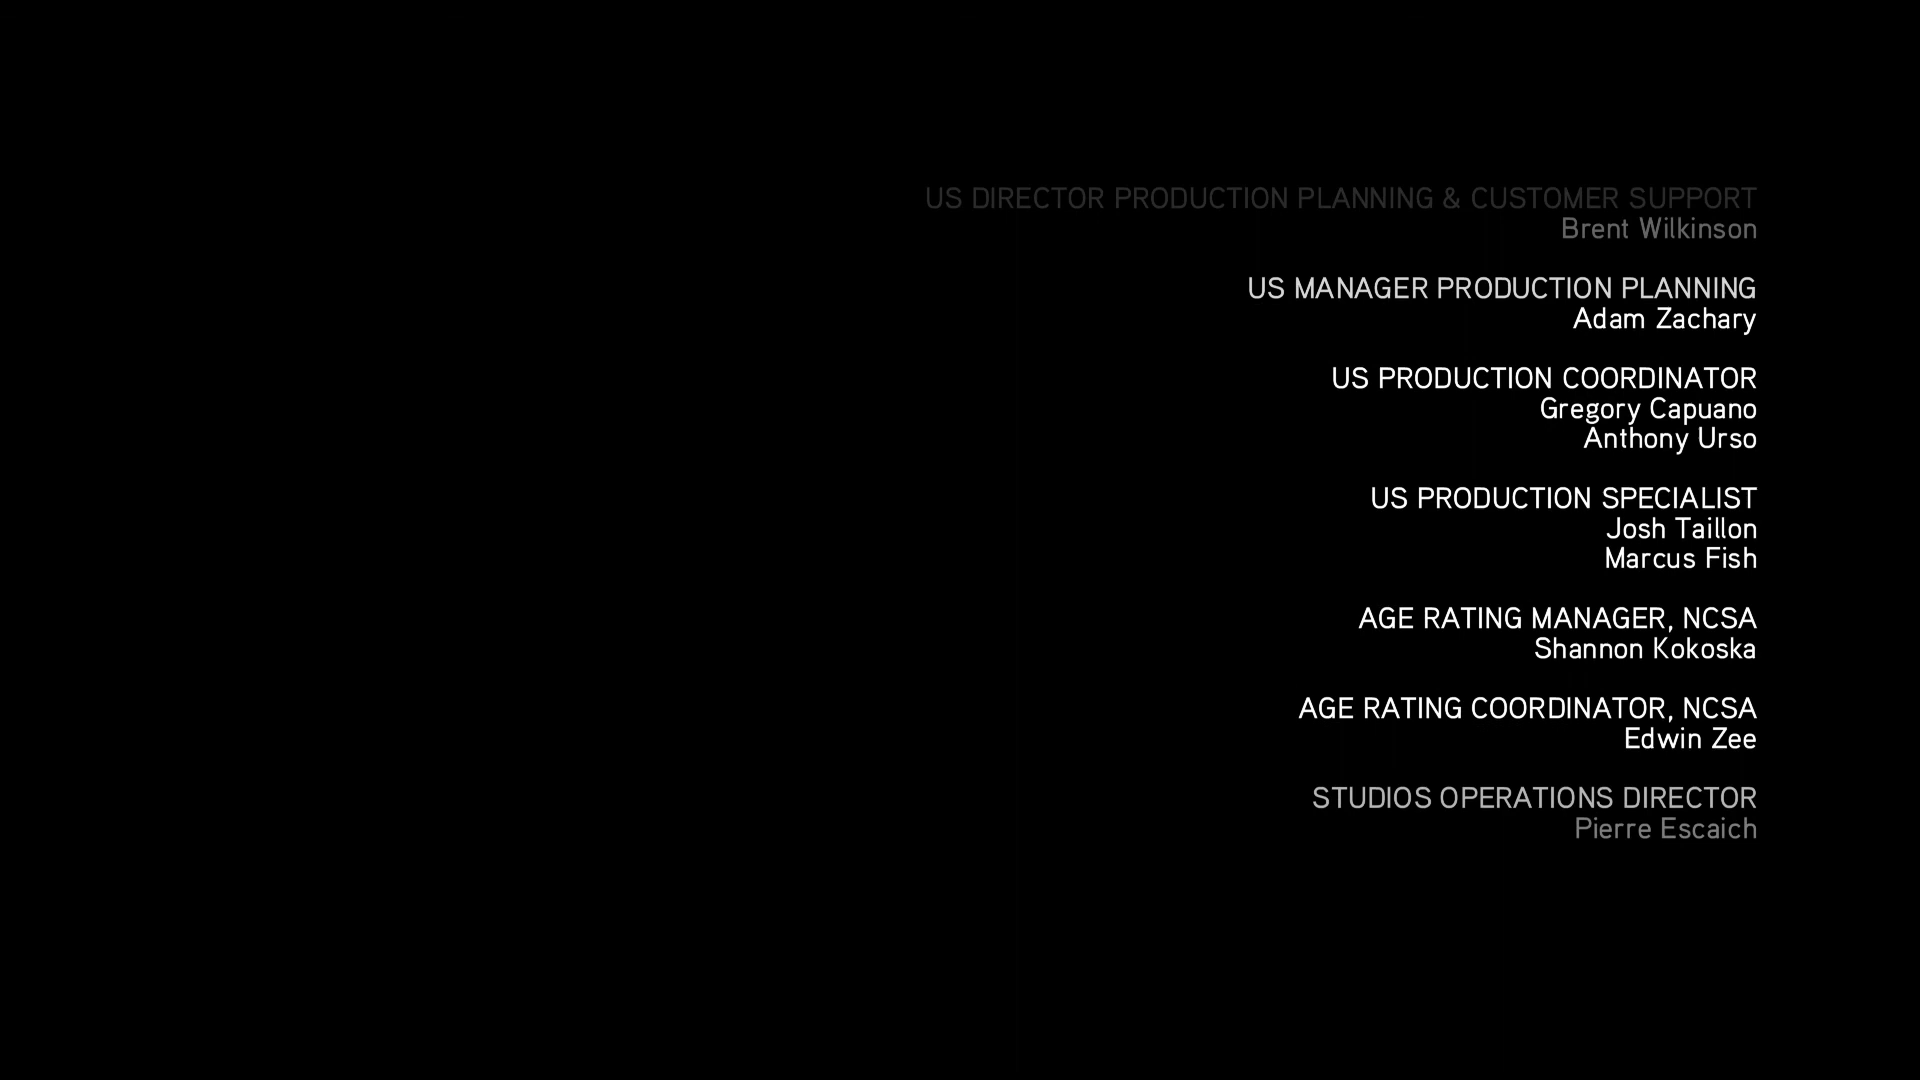 US DIRECTOR PRODUCTION PLANNING & CUSTOMER SUPPORT
Brent Wilkinson
US MANAGER PRODUCTION PLANNING
Adam Zachary
US PRODUCTION COORDINATOR
Gregory Capuano
Anthony Urso
US PRODUCTION SPECIALIST
Josh Taillon
Marcus Fish
AGE RATING MANAGER, NCSA
Shannon Kokoska
AGE RATING COORDINATOR, NCSA
Edwin Zee
STUDIOS OPERATIONS DIRECTOR
Pierre Escaich